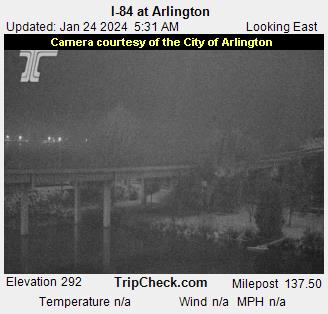 I-84 at Arlington
Updated: Jan 24 2024 5:31 AM Looking East
Camera courtesy of the City of Arlington
Elevation 292 TripCheck.com Milepost 137.50
Temperature n/a Wind n/a MPH n/a